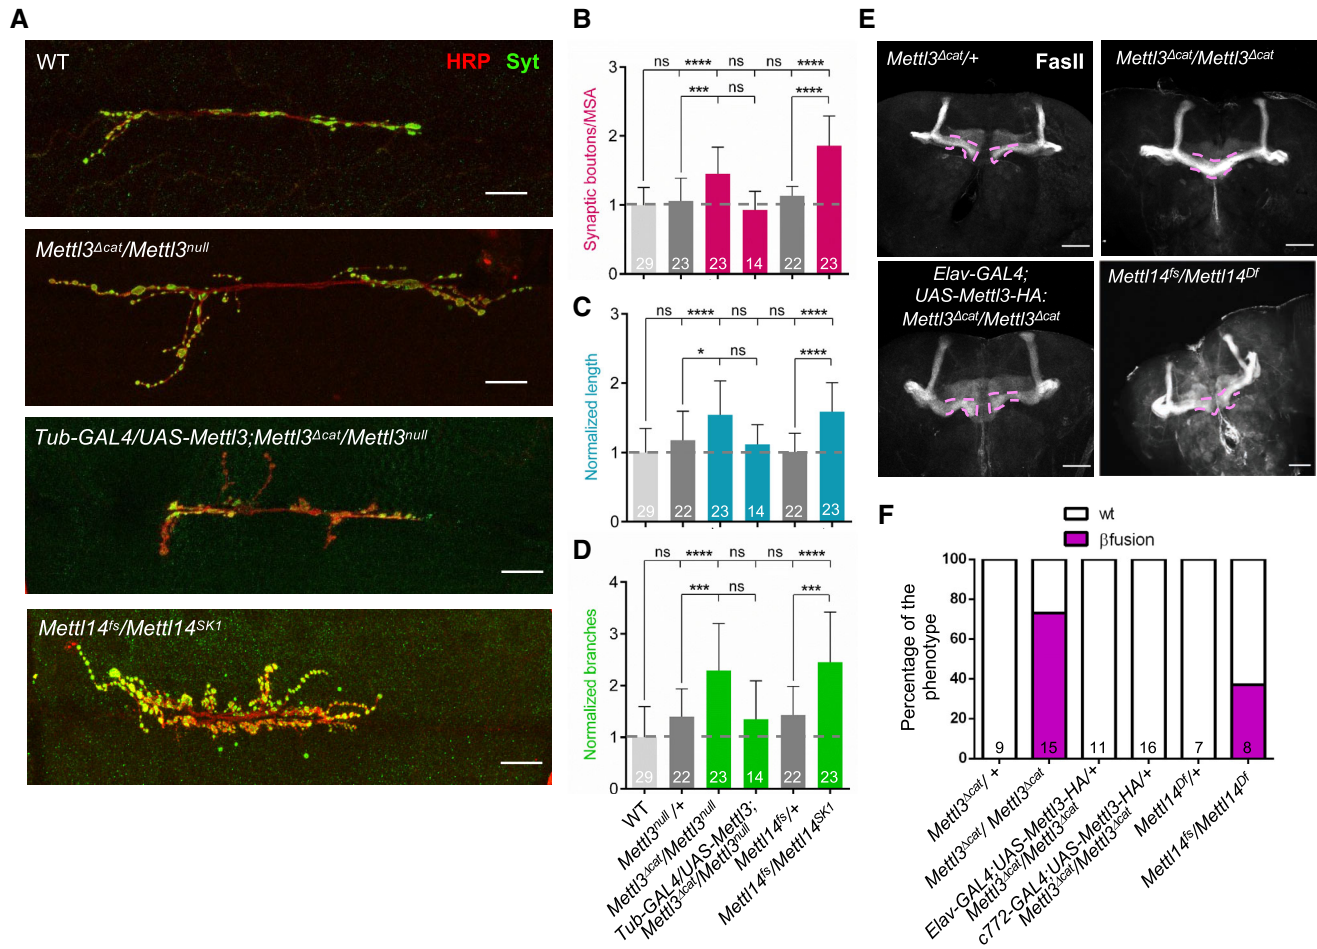 A
WT
HRP Syt
Mettl3Δcat/Mettl3null
Tub-GAL4/UAS-Mettl3;Mettl3Δcat/Mettl3null
Mettl14fs/Mettl14SK1
B
Synaptic boutons/MSA
3
2
1
0
ns **** ns ns ****
*** ns ****
29 23 23 14 22 23
C
Normalized length
3
2
1
0
ns **** ns ns ****
* ns ****
29 22 23 14 22 23
D
Normalized branches
4
3
2
1
0
ns **** ns ns ****
*** ns ***
29 22 23 14 22 23
WT
Mettl3null/+
Mettl3Δcat/Mettl3null
Tub-GAL4/UAS-Mettl3;
Mettl3Δcat/Mettl3null
Mettl14fs/+
Mettl14fs/Mettl14SK1
E
Mettl3Δcat/+
FasII
Mettl3Δcat/Mettl3Δcat
Elav-GAL4;
UAS-Mettl3-HA:
Mettl3Δcat/Mettl3Δcat
Mettl14fs/Mettl14Df
F
wt
βfusion
Percentage of the
phenotype
100
80
60
40
20
0
9 15 11 16 7 8
Mettl3Δcat/ +
Mettl3Δcat/ Mettl3Δcat
Elav-GAL4;UAS-Mettl3-HA/+
Mettl3Δcat/Mettl3Δcat
c772-GAL4;UAS-Mettl3-HA/+
Mettl3Δcat/Mettl3Δcat
Mettl14Df/+
Mettl14fs/Mettl14Df